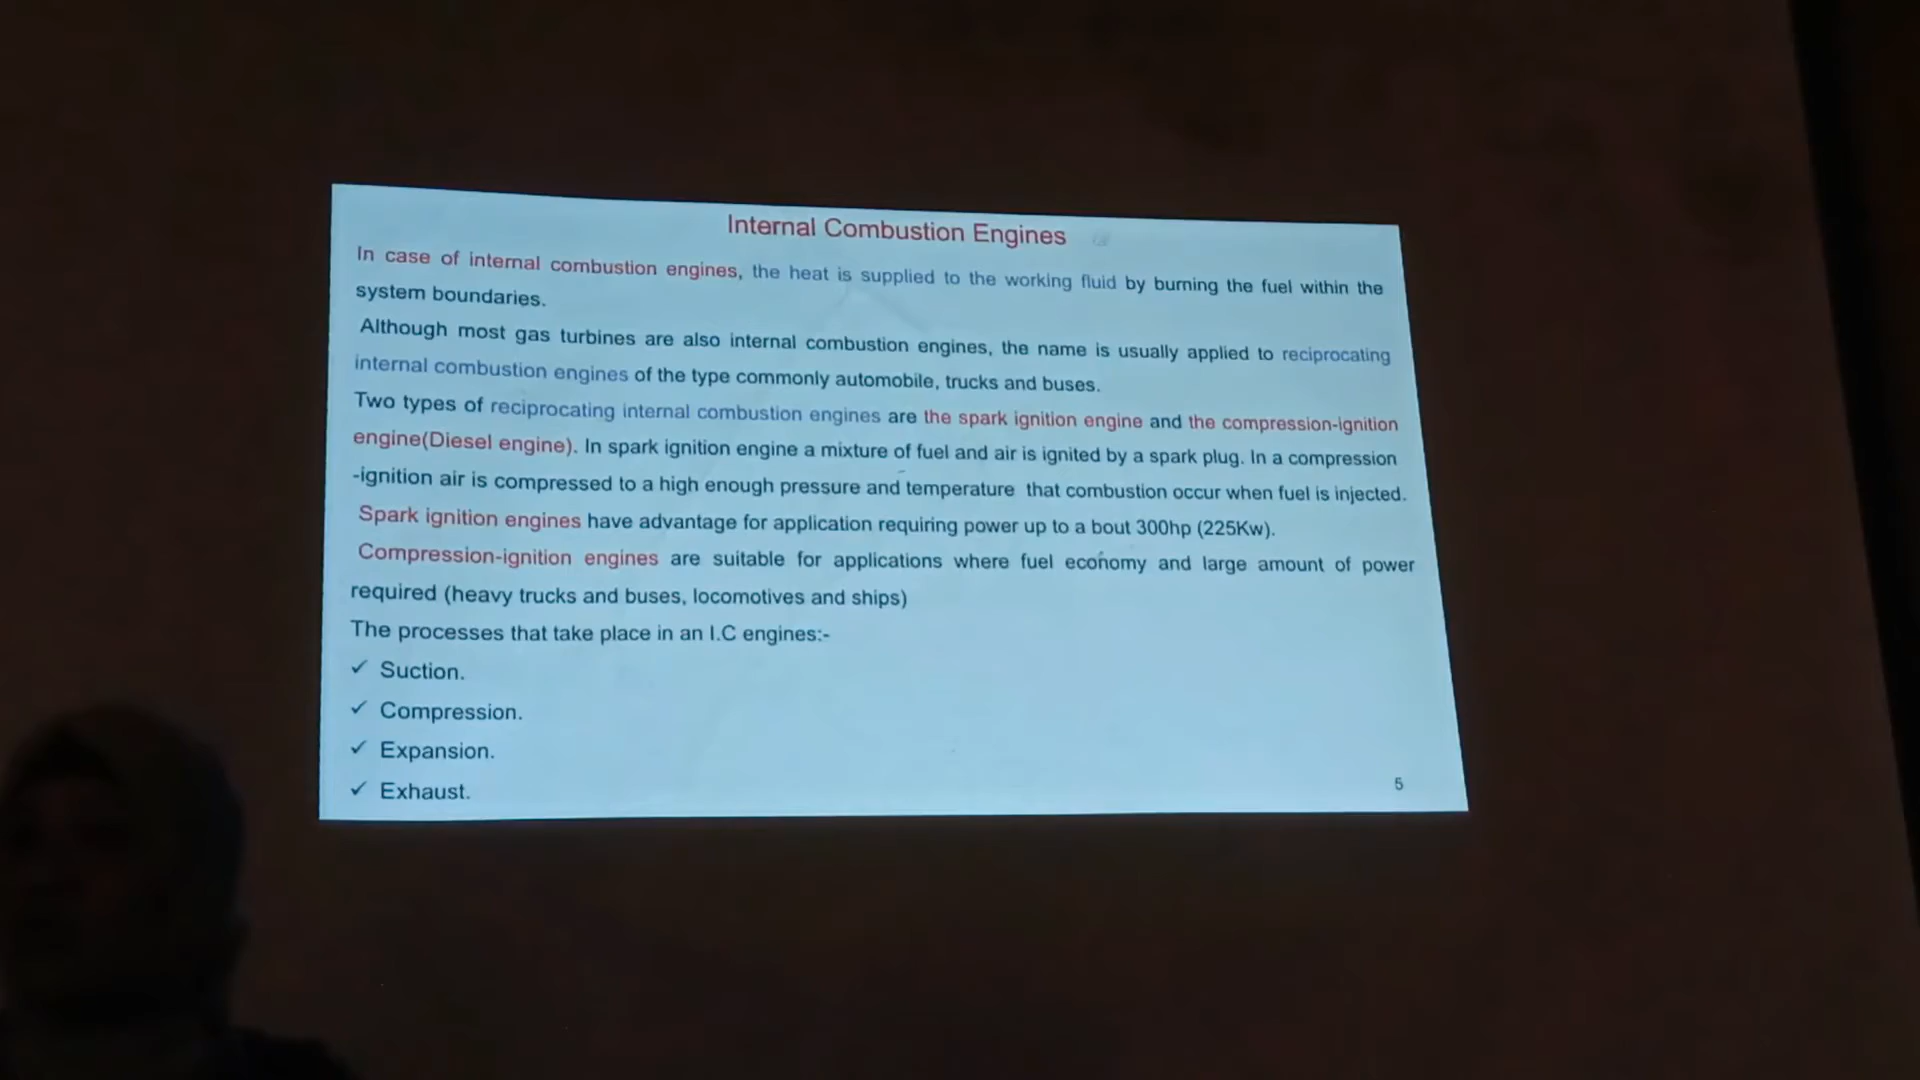 Internal Combustion Engines
In case of internal combustion engines, the heat is supplied to the working fluid by burning the fuel within the
system boundaries.
Although most gas turbines are also internal combustion engines, the name is usually applied to reciprocating
internal combustion engines of the type commonly automobile, trucks and buses.
Two types of reciprocating internal combustion engines are the spark ignition engine and the compression-ignition
engine(Diesel engine). In spark ignition engine a mixture of fuel and air is ignited by a spark plug. In a compression
-ignition air is compressed to a high enough pressure and temperature that combustion occur when fuel is injected.
Spark ignition engines have advantage for application requiring power up to a bout 300hp (225Kw).
Compression-ignition engines are suitable for applications where fuel economy and large amount of power
required (heavy trucks and buses, locomotives and ships)
The processes that take place in an I.C engines:-
✓ Suction.
✓ Compression.
✓ Expansion.
✓ Exhaust.
5